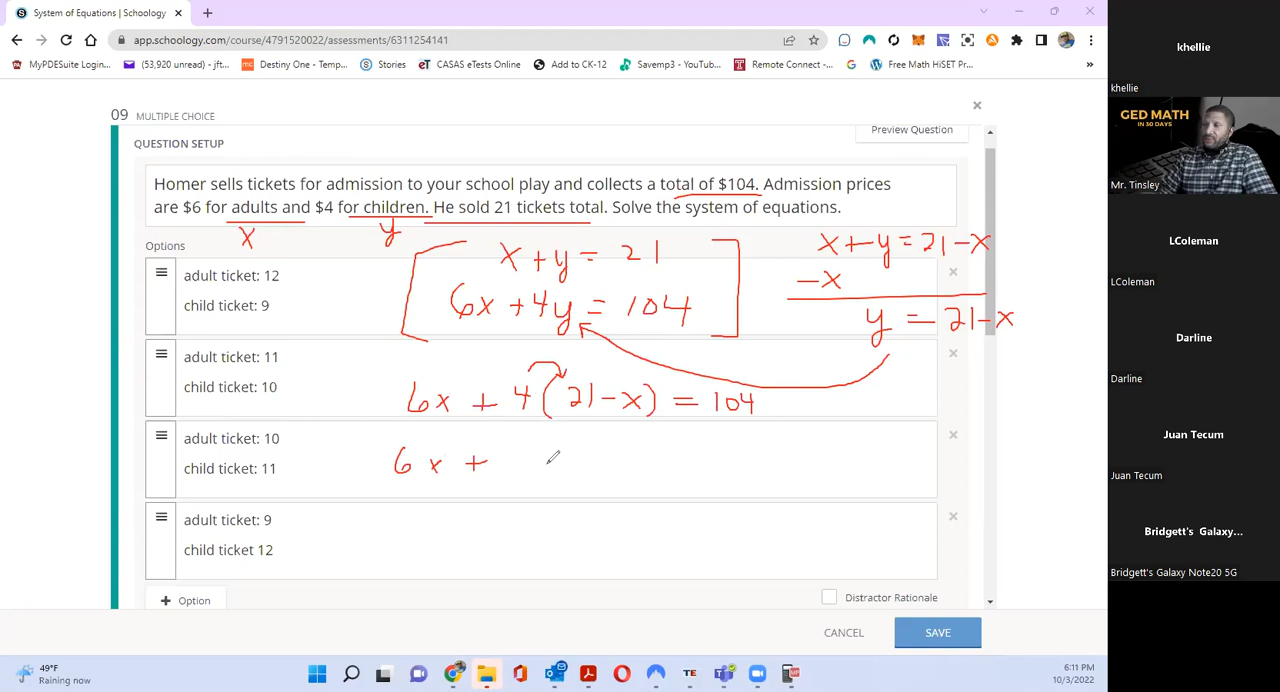 System of Equations | Schoology
app.schoology.com/course/4791520022/assessments/6311254141
MyPDESuite Login...
(53,920 unread) - jft...
Destiny One - Temp...
Stories
CASAS eTests Online
Add to CK-12
Savemp3 - YouTub...
Remote Connect -...
Free Math HiSET Pr...
»
09 MULTIPLE CHOICE
QUESTION SETUP
Preview Question
Homer sells tickets for admission to your school play and collects a total of $104. Admission prices
are $6 for adults and $4 for children. He sold 21 tickets total. Solve the system of equations.
x
y
Options
x + y = 21
6x + 4y = 104
x + y = 21 - x
- x
y = 21 - x
adult ticket: 12
child ticket: 9
adult ticket: 11
child ticket: 10
6x + 4(21 - x) = 104
adult ticket: 10
child ticket: 11
6x +
adult ticket: 9
child ticket 12
+ Option
Distractor Rationale
CANCEL
SAVE
49°F
Raining now
6:11 PM
10/3/2022
khellie
khellie
GED MATH
IN 30 DAYS
Mr. Tinsley
LColeman
LColeman
Darline
Darline
Juan Tecum
Juan Tecum
Bridgett's Galaxy...
Bridgett's Galaxy Note20 5G